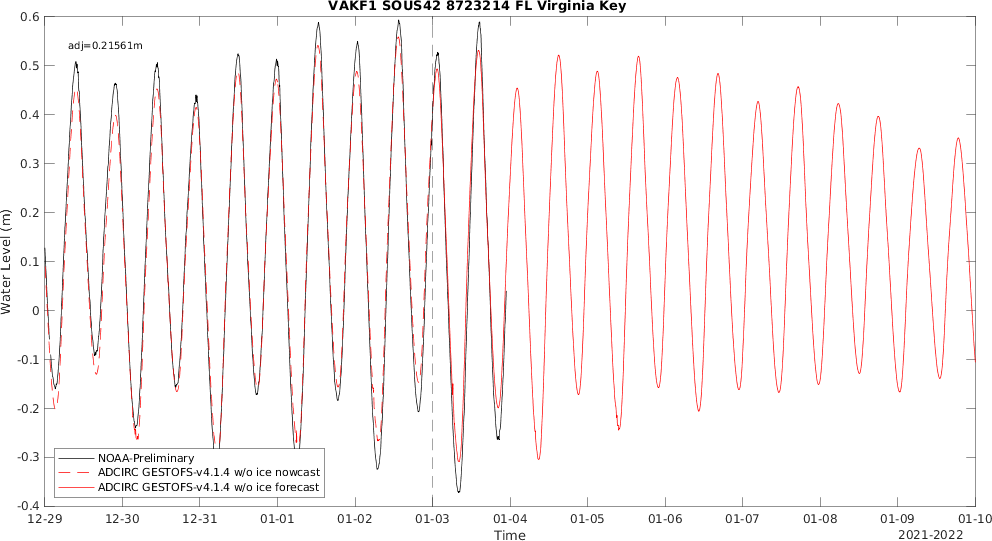 VAKF1 SOUS42 8723214 FL Virginia Key
adj=0.21561m
0.6
0.5
0.4
0.3
0.2
0.1
0
-0.1
-0.2
-0.3
-0.4
Water Level (m)
NOAA-Preliminary
ADCIRC GESTOFS-v4.1.4 w/o ice nowcast
ADCIRC GESTOFS-v4.1.4 w/o ice forecast
12-29 12-30 12-31 01-01 01-02 01-03 01-04 01-05 01-06 01-07 01-08 01-09 01-10
Time
2021-2022